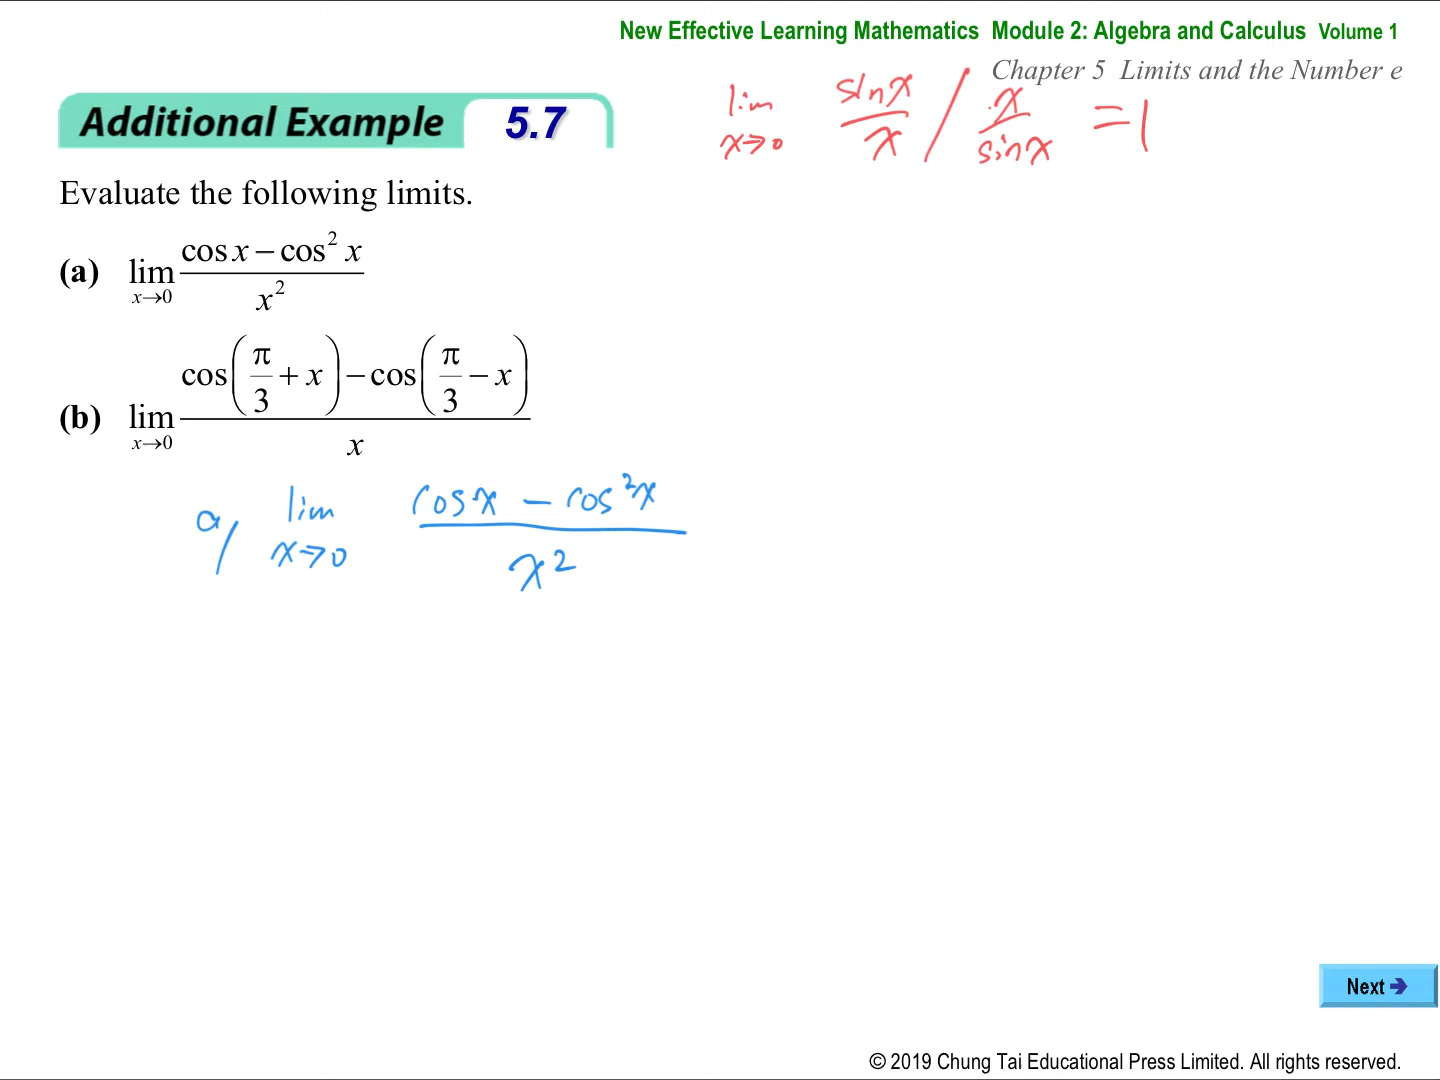 New Effective Learning Mathematics Module 2: Algebra and Calculus Volume 1
Chapter 5 Limits and the Number e
lim x→0 sinx/x / x/sinx = 1
Additional Example 5.7
Evaluate the following limits.
(a) lim x→0 (cos x − cos² x)/x²
(b) lim x→0 (cos(π/3 + x) − cos(π/3 − x))/x
a/ lim x→0 (cosx − cos²x)/x²
Next
© 2019 Chung Tai Educational Press Limited. All rights reserved.